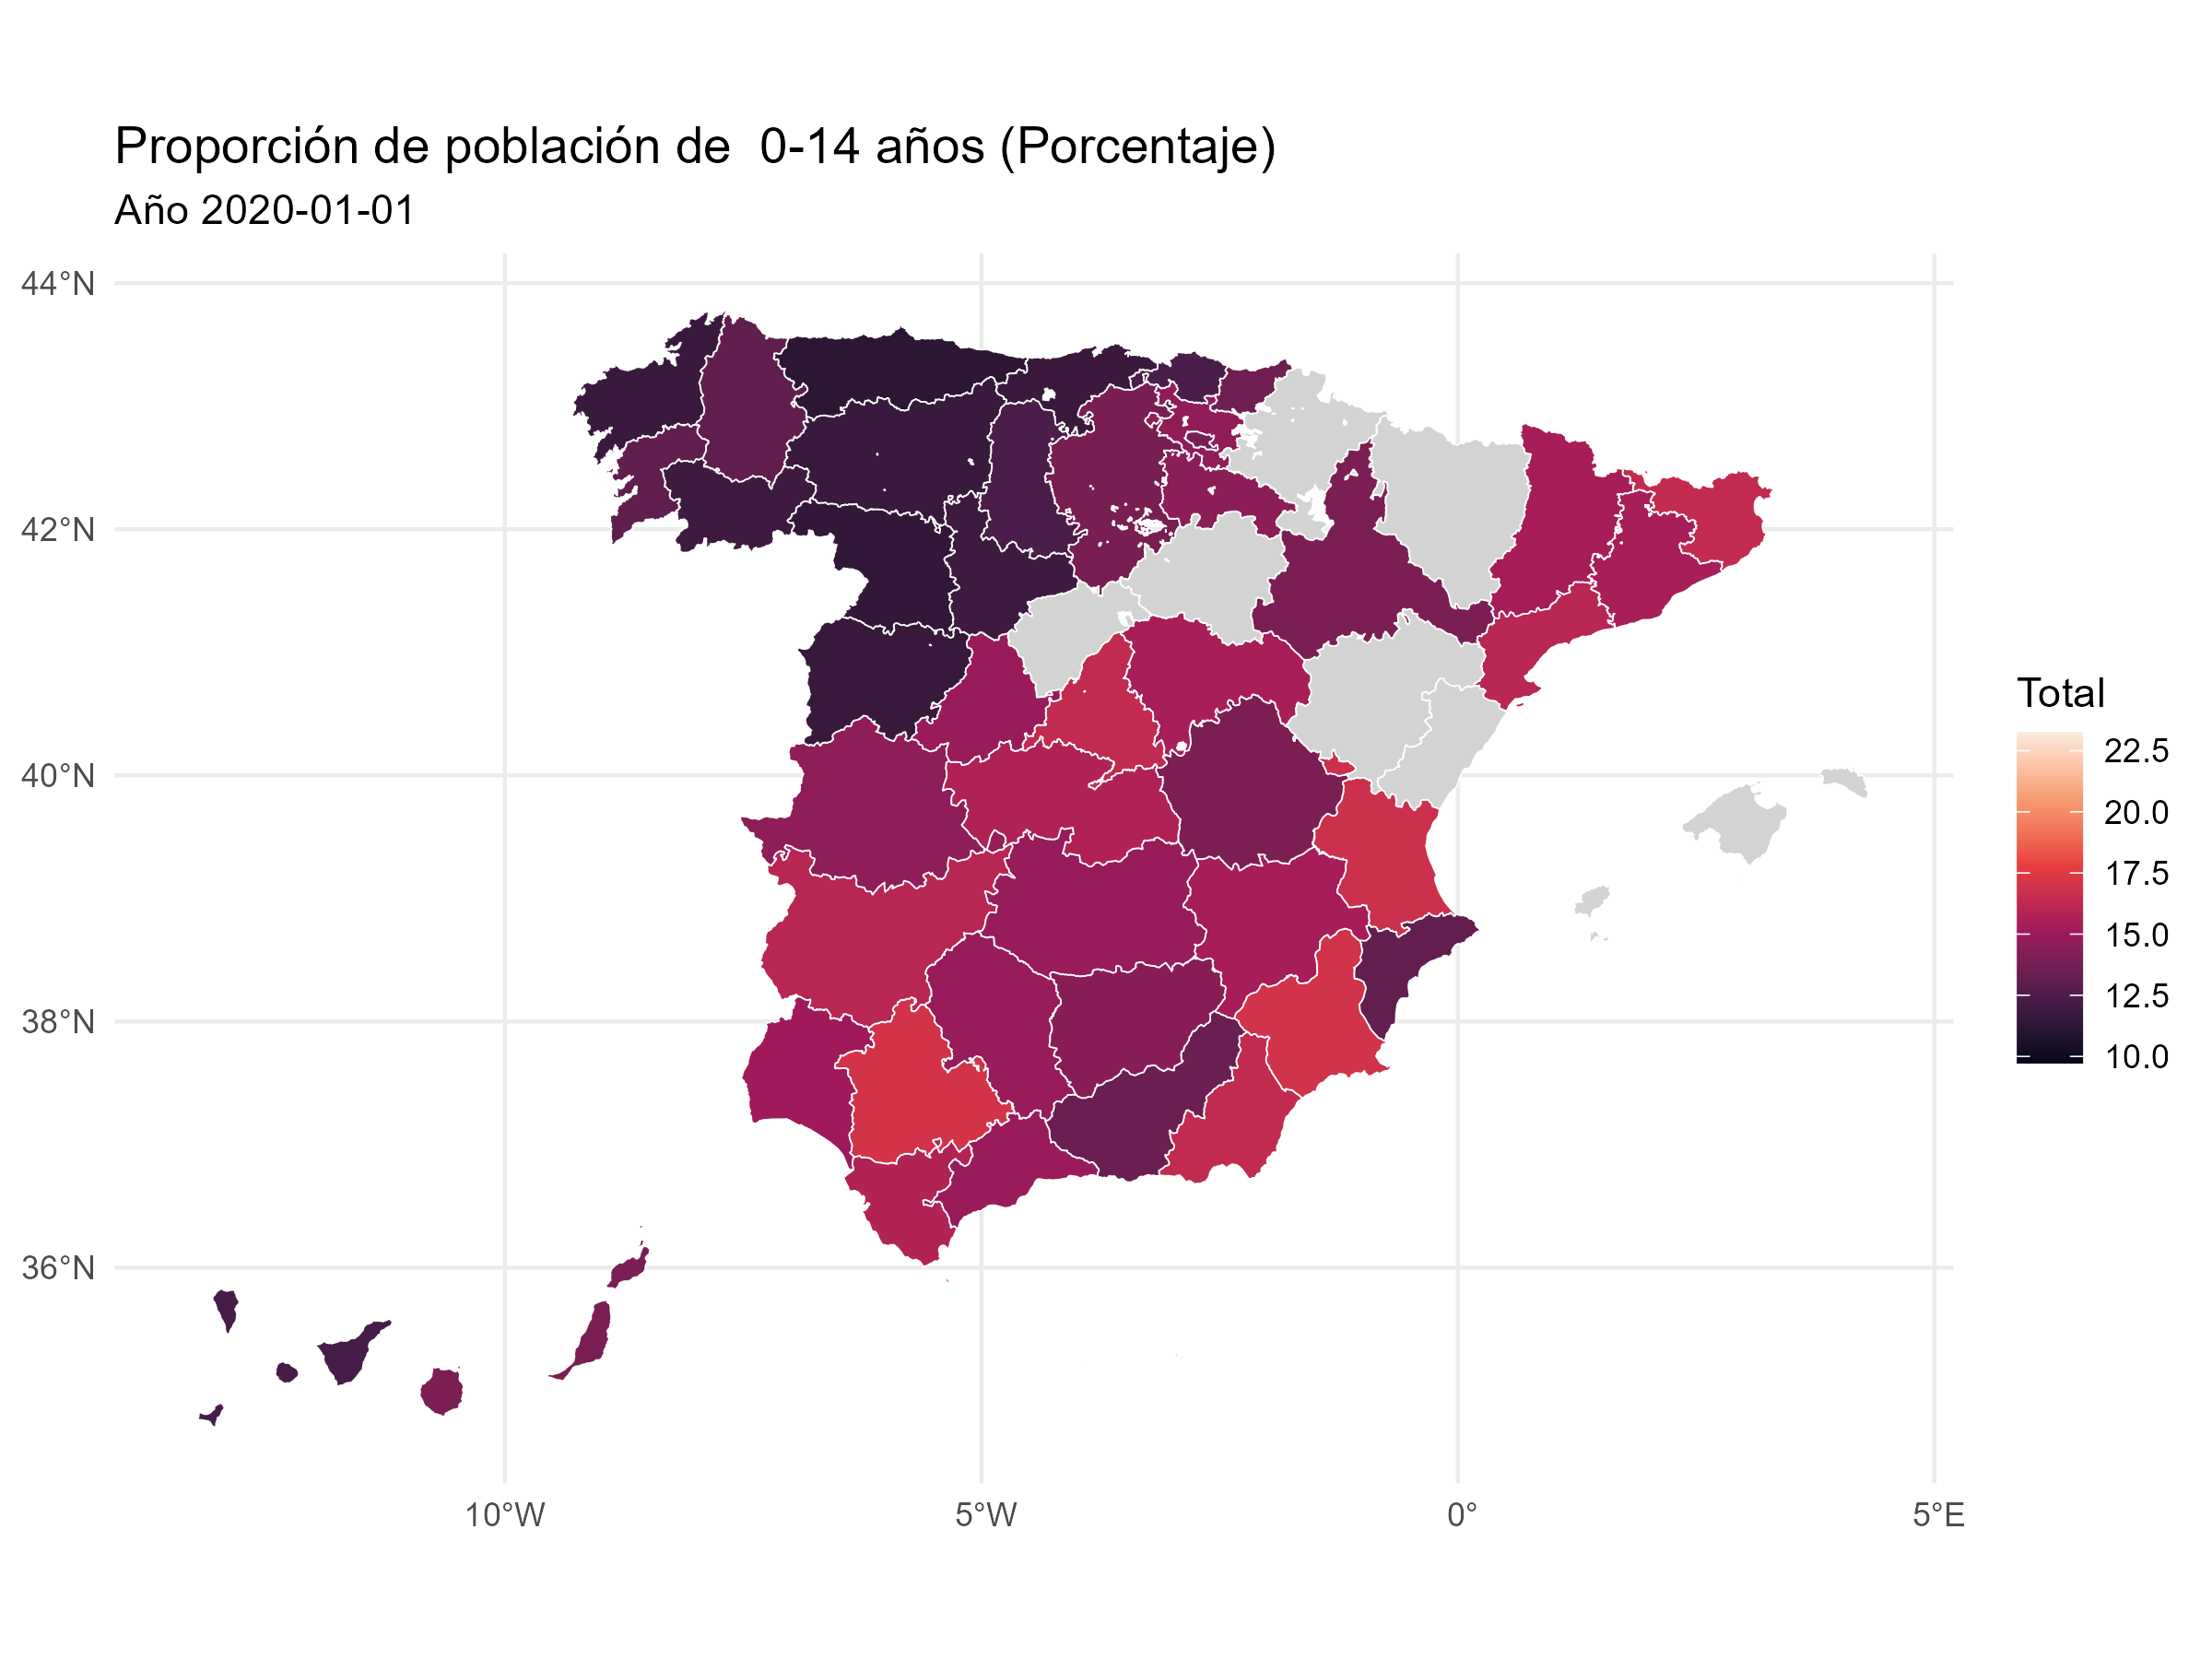 Proporción de población de  0-14 años (Porcentaje)
Año 2020-01-01
44°N
42°N
40°N
38°N
36°N
10°W
5°W
0°
5°E
Total
22.5
20.0
17.5
15.0
12.5
10.0